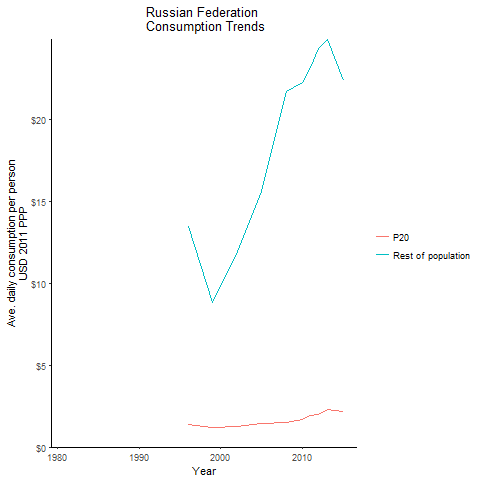 Russian Federation
Consumption Trends
Ave. daily consumption per person
USD 2011 PPP
$20
$15
$10
$5
$0
1980
1990
2000
2010
Year
P20
Rest of population